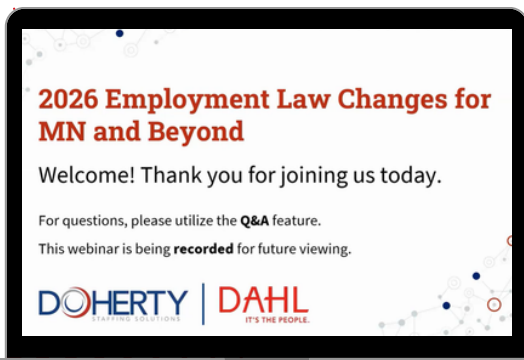 2026 Employment Law Changes for
MN and Beyond
Welcome! Thank you for joining us today.
For questions, please utilize the Q&A feature.
This webinar is being recorded for future viewing.
DOHERTY
STAFFING SOLUTIONS
DAHL
IT'S THE PEOPLE.